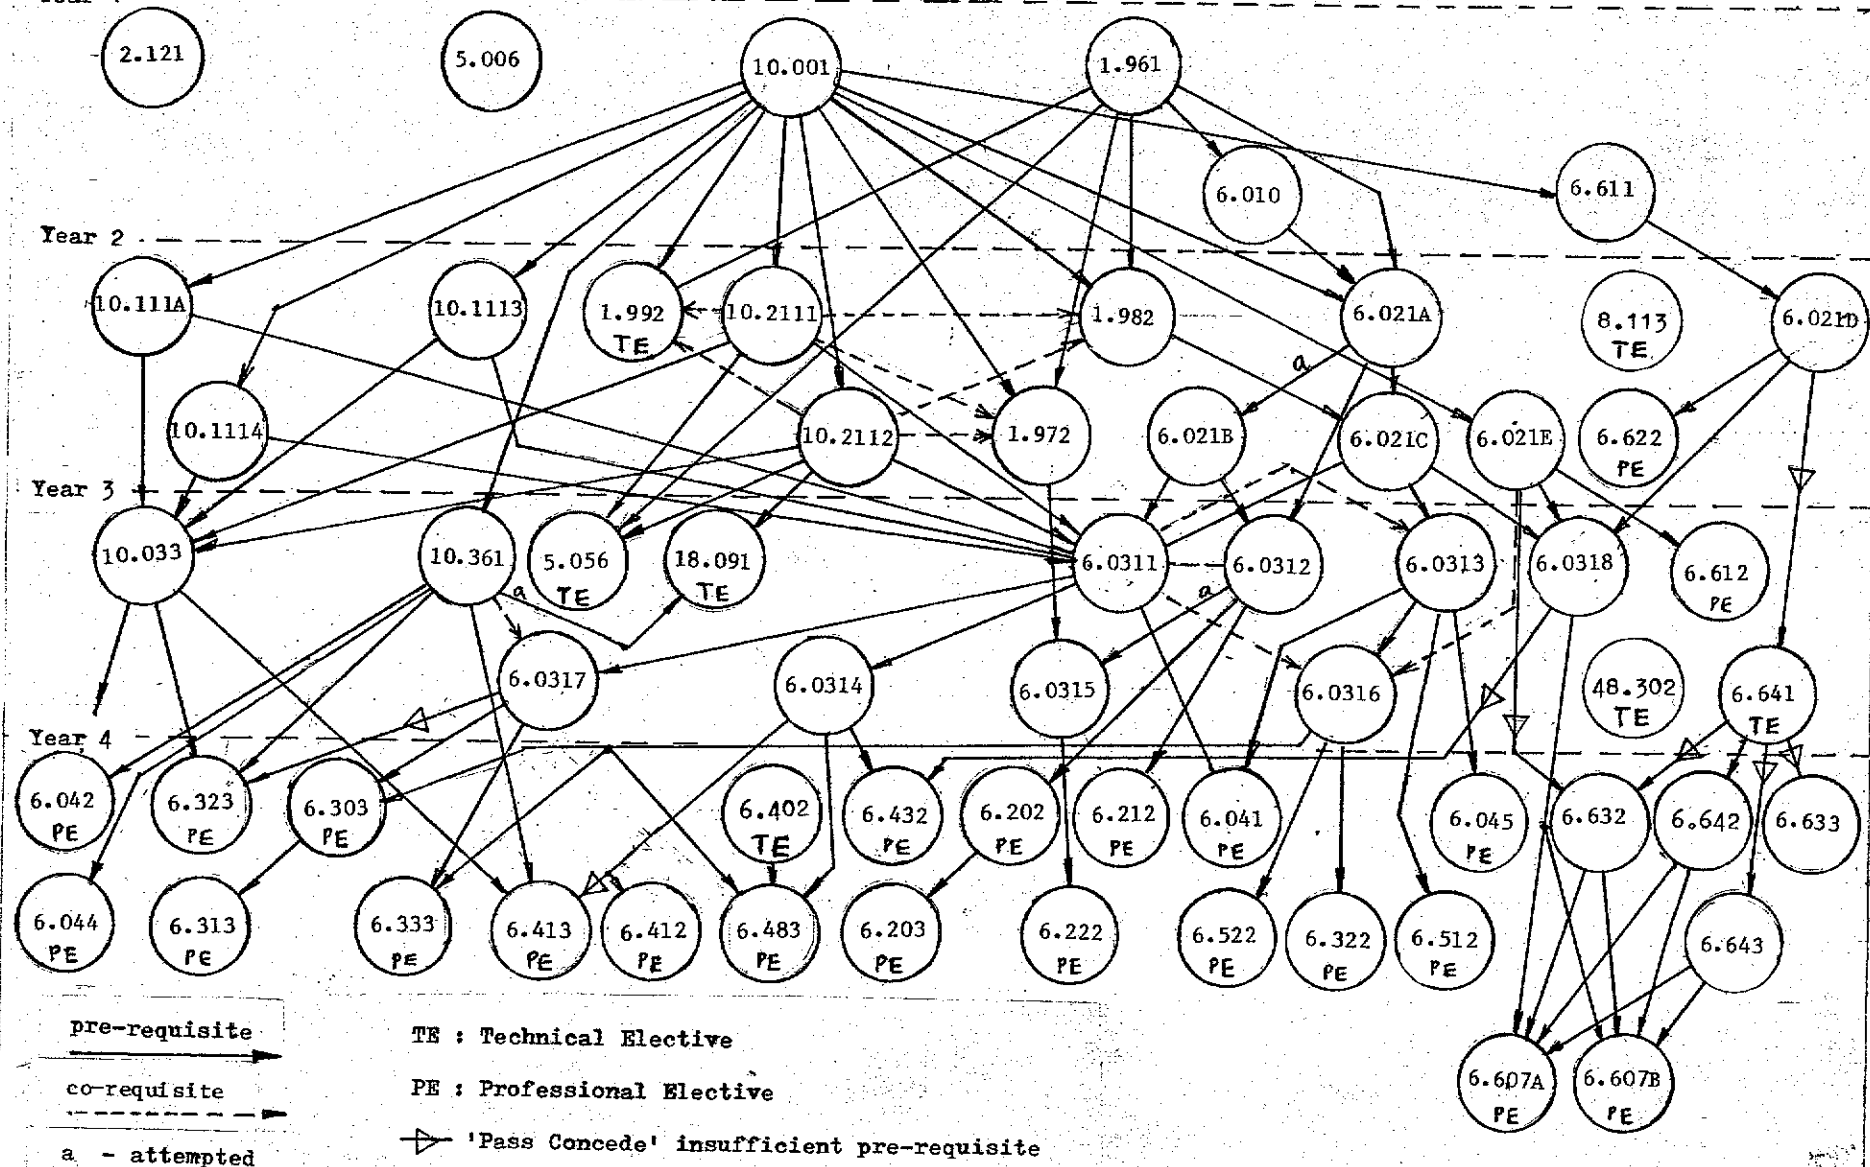 2.121
5.006
10.001
1.961
6.010
6.611
Year 2
10.111A
10.1113
1.992
TE
10.2111
1.982
6.021A
8.113
TE
6.021D
a
10.1114
10.2112
1.972
6.021B
6.021C
6.021E
6.622
PE
Year 3
10.033
10.361
5.056
TE
18.091
TE
6.0311
6.0312
6.0313
6.0318
6.612
PE
a
a
6.0317
6.0314
6.0315
6.0316
48.302
TE
6.641
TE
Year 4
6.042
PE
6.323
PE
6.303
PE
6.402
TE
6.432
PE
6.202
PE
6.212
PE
6.041
PE
6.045
PE
6.632
6.642
6.633
6.044
PE
6.313
PE
6.333
PE
6.413
PE
6.412
PE
6.483
PE
6.203
PE
6.222
PE
6.522
PE
6.322
PE
6.512
PE
6.643
6.607A
PE
6.607B
PE
pre-requisite
co-requisite
a - attempted
TE : Technical Elective
PE : Professional Elective
'Pass Concede' insufficient pre-requisite